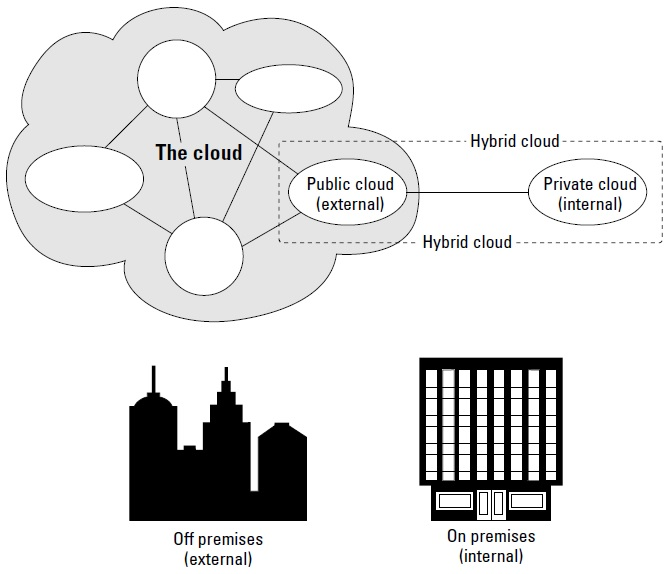 Hybrid cloud
The cloud
Public cloud
(external)
Private cloud
(internal)
Hybrid cloud
Off premises
(external)
On premises
(internal)